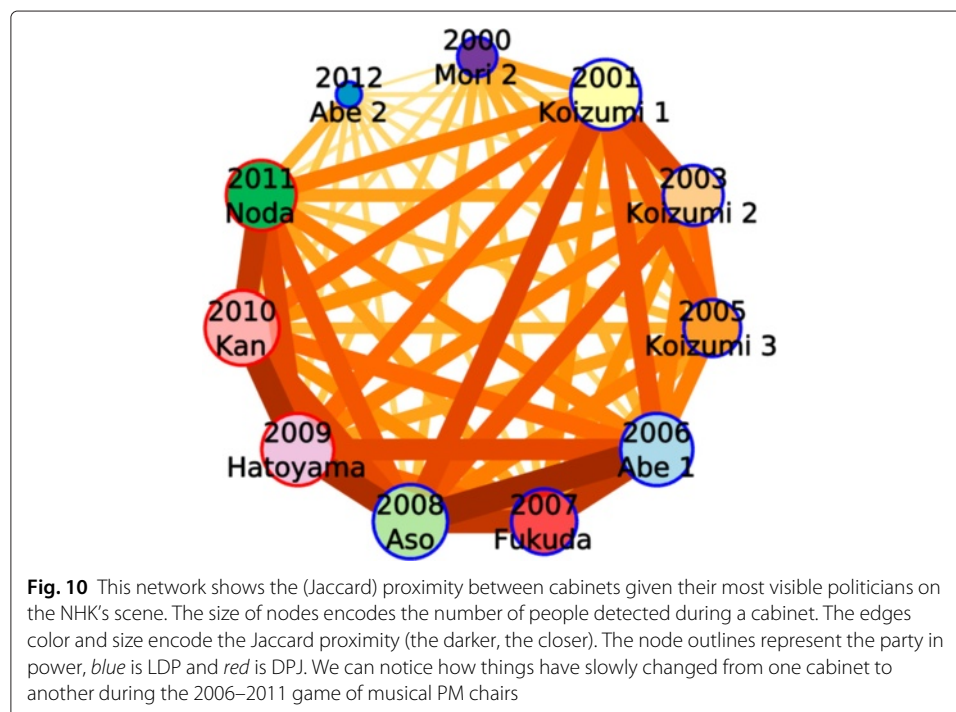 2000
Mori 2
2012
Abe 2
2001
Koizumi 1
2011
Noda
2003
Koizumi 2
2010
Kan
2005
Koizumi 3
2009
Hatoyama
2006
Abe 1
2008
Aso
2007
Fukuda
Fig. 10 This network shows the (Jaccard) proximity between cabinets given their most visible politicians on
the NHK's scene. The size of nodes encodes the number of people detected during a cabinet. The edges
color and size encode the Jaccard proximity (the darker, the closer). The node outlines represent the party in
power, blue is LDP and red is DPJ. We can notice how things have slowly changed from one cabinet to
another during the 2006–2011 game of musical PM chairs